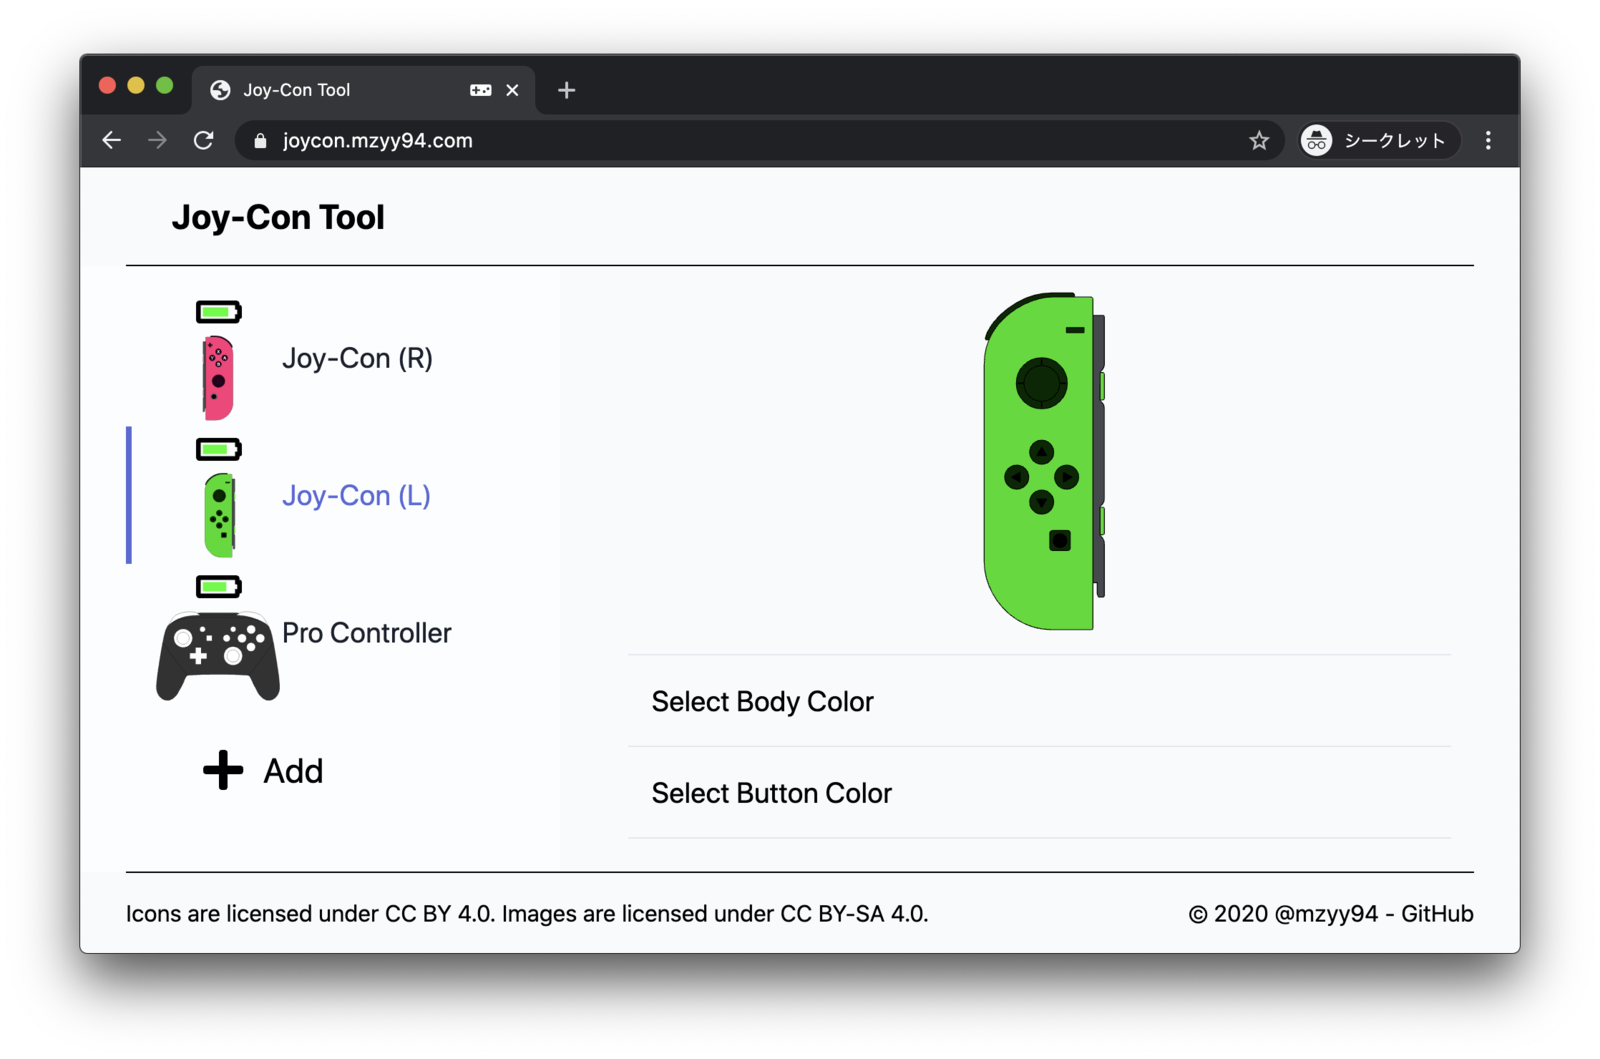 Joy-Con Tool
joycon.mzyy94.com
シークレット
Joy-Con Tool
Joy-Con (R)
Joy-Con (L)
Pro Controller
Add
Select Body Color
Select Button Color
Icons are licensed under CC BY 4.0. Images are licensed under CC BY-SA 4.0.
© 2020 @mzyy94 - GitHub